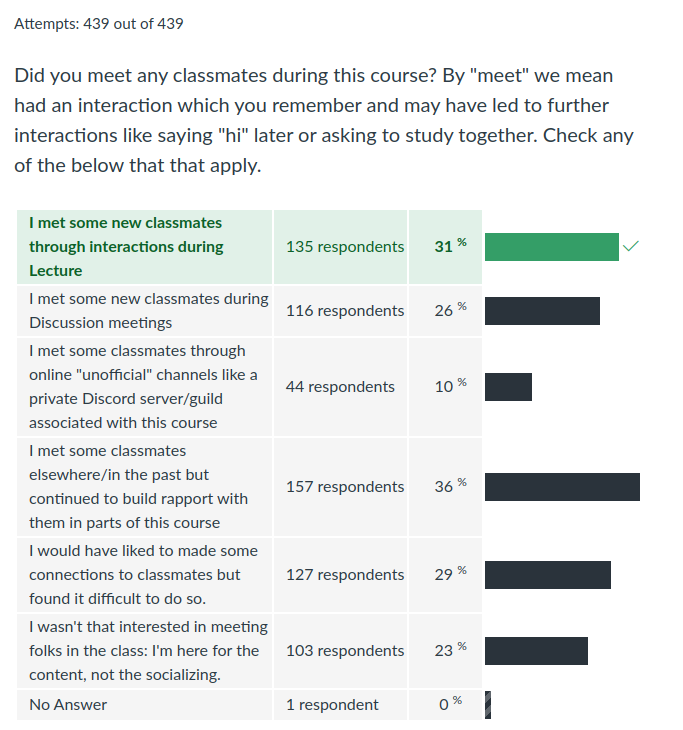 Attempts: 439 out of 439
Did you meet any classmates during this course? By "meet" we mean
had an interaction which you remember and may have led to further
interactions like saying "hi" later or asking to study together. Check any
of the below that that apply.
I met some new classmates
through interactions during
Lecture
135 respondents
31 %
I met some new classmates during
Discussion meetings
116 respondents
26 %
I met some classmates through
online "unofficial" channels like a
private Discord server/guild
associated with this course
44 respondents
10 %
I met some classmates
elsewhere/in the past but
continued to build rapport with
them in parts of this course
157 respondents
36 %
I would have liked to made some
connections to classmates but
found it difficult to do so.
127 respondents
29 %
I wasn't that interested in meeting
folks in the class: I'm here for the
content, not the socializing.
103 respondents
23 %
No Answer
1 respondent
0 %